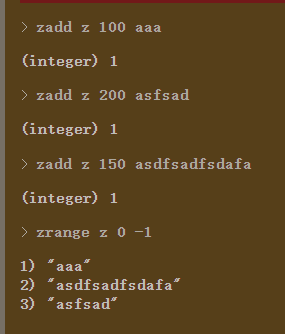 > zadd z 100 aaa
(integer) 1
> zadd z 200 asfsad
(integer) 1
> zadd z 150 asdfsadfsdafa
(integer) 1
> zrange z 0 -1
1) "aaa"
2) "asdfsadfsdafa"
3) "asfsad"